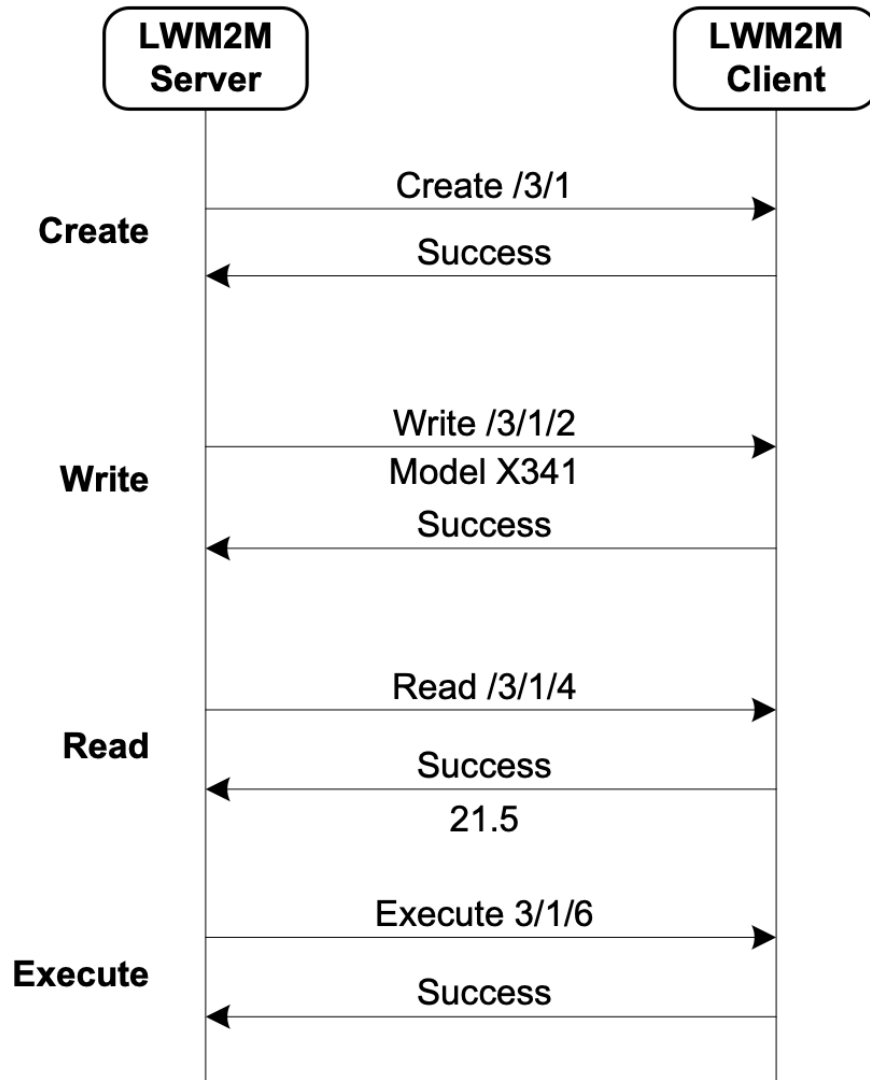 LWM2M
Server
LWM2M
Client
Create /3/1
Create
Success
Write /3/1/2
Write
Model X341
Success
Read /3/1/4
Read
Success
21.5
Execute 3/1/6
Execute
Success